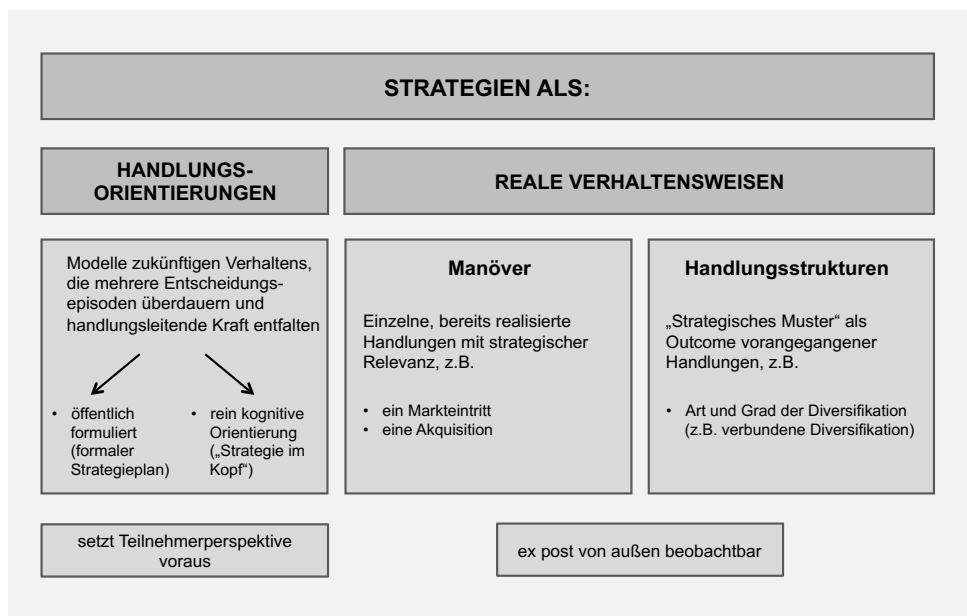 STRATEGIEN ALS:
HANDLUNGS-
ORIENTIERUNGEN
REALE VERHALTENSWEISEN
Modelle zukünftigen Verhaltens,
die mehrere Entscheidungs-
episoden überdauern und
handlungsleitende Kraft entfalten
• öffentlich
formuliert
(formaler
Strategieplan)
• rein kognitive
Orientierung
(„Strategie im
Kopf“)
Manöver
Einzelne, bereits realisierte
Handlungen mit strategischer
Relevanz, z.B.
• ein Markteintritt
• eine Akquisition
Handlungsstrukturen
„Strategisches Muster“ als
Outcome vorangegangener
Handlungen, z.B.
• Art und Grad der Diversifikation
(z.B. verbundene Diversifikation)
setzt Teilnehmerperspektive
voraus
ex post von außen beobachtbar